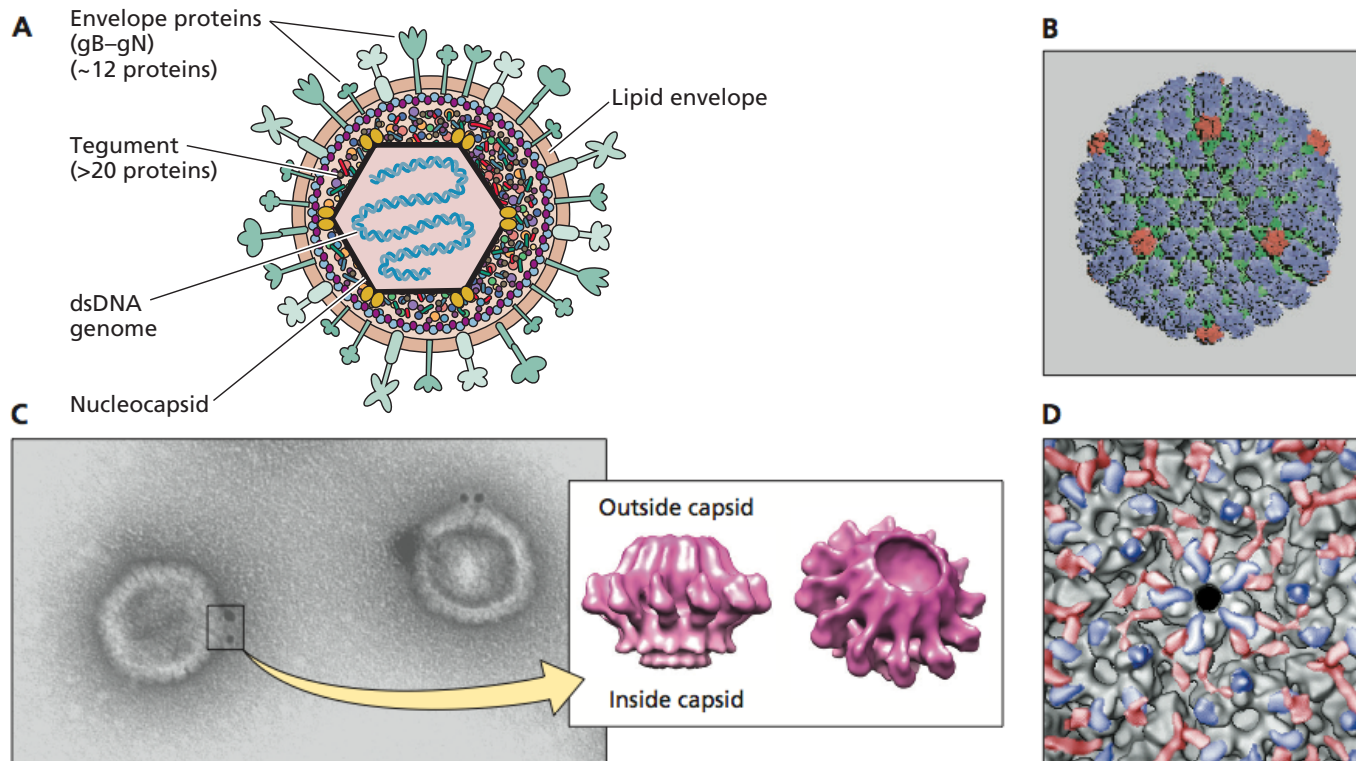 A
Envelope proteins
(gB–gN)
(~12 proteins)
Lipid envelope
Tegument
(>20 proteins)
dsDNA
genome
Nucleocapsid
B
C
Outside capsid
Inside capsid
D